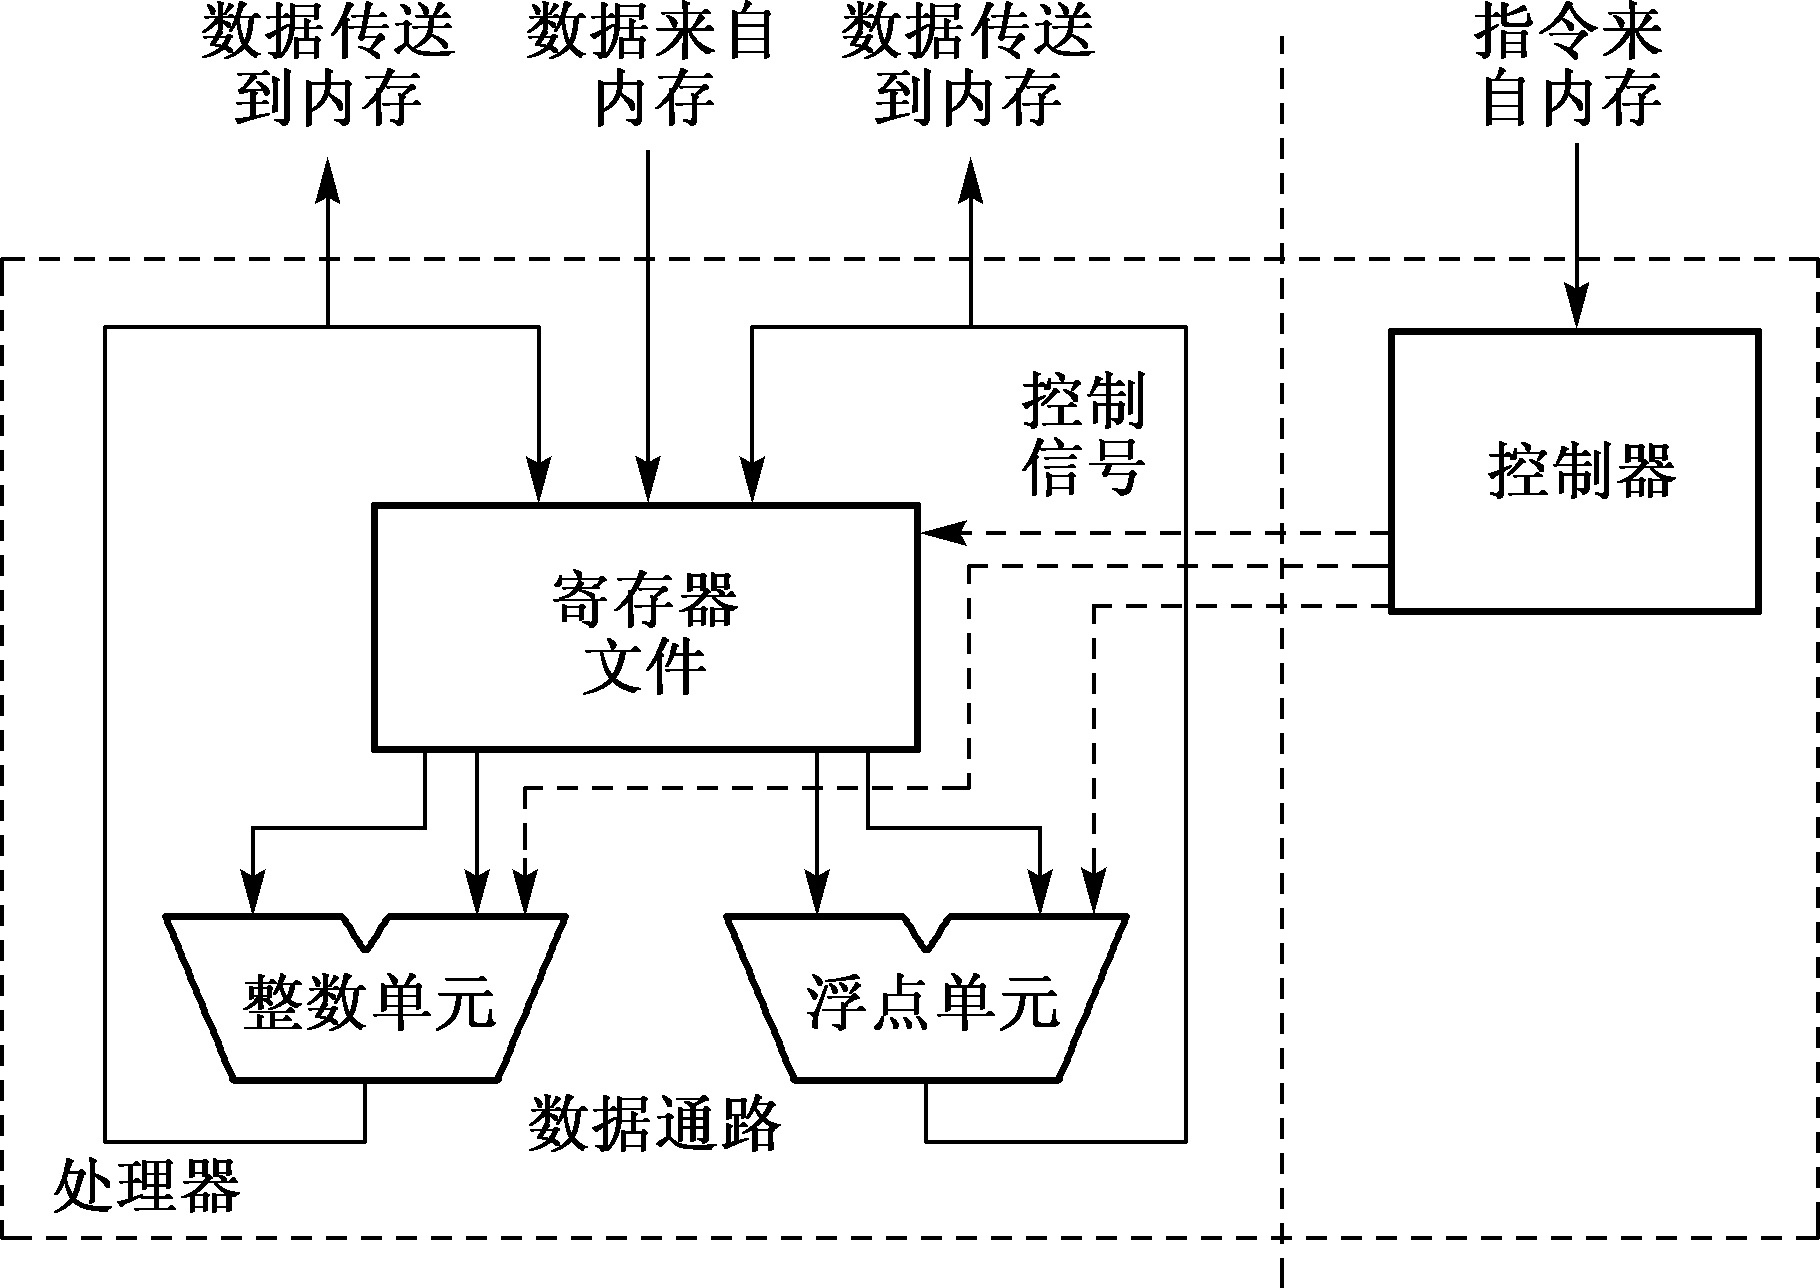 数据传送
到内存
数据来自
内存
数据传送
到内存
指令来
自内存
控制
信号
控制器
寄存器
文件
整数单元
浮点单元
数据通路
处理器